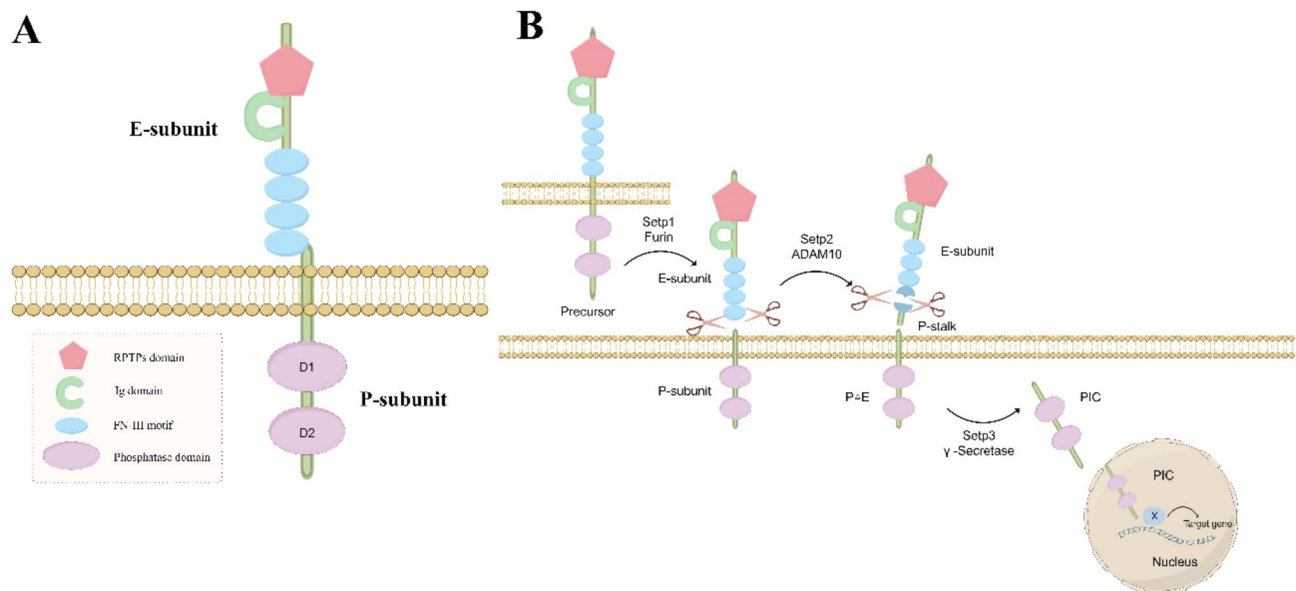 A
E-subunit
D1
P-subunit
D2
RPTPs domain
Ig domain
FN-III motif
Phosphatase domain
B
Setp1
Furin
Precursor
E-subunit
P-subunit
Setp2
ADAM10
E-subunit
P-stalk
P△E
Setp3
γ -Secretase
PIC
PIC
X
Target gene
Nucleus